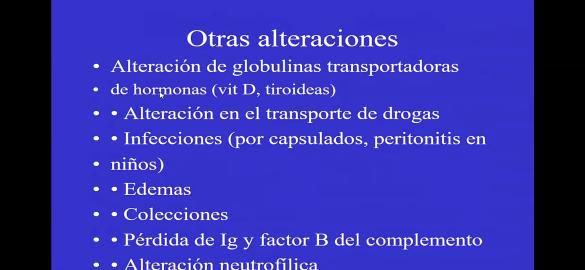 Otras alteraciones
• Alteración de globulinas transportadoras
• de hormonas (vit D, tiroideas)
• • Alteración en el transporte de drogas
• • Infecciones (por capsulados, peritonitis en
• niños)
• • Edemas
• • Colecciones
• • Pérdida de Ig y factor B del complemento
• • Alteración neutrofílica